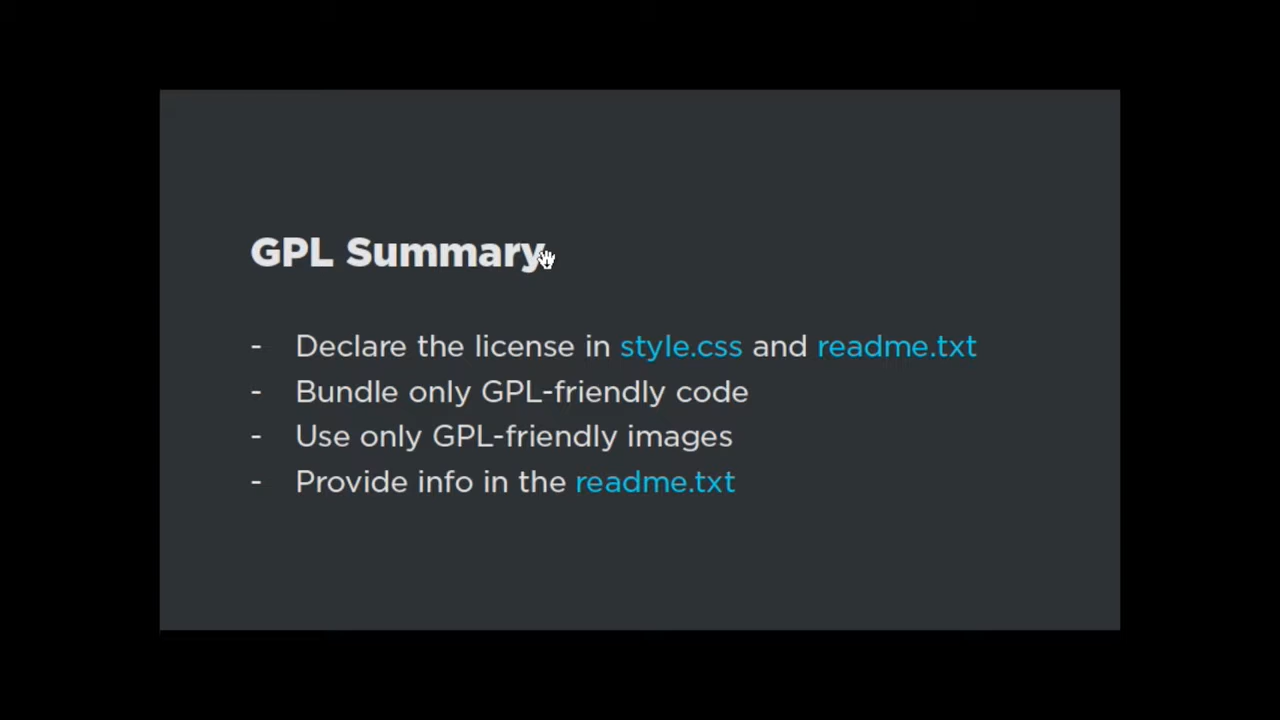 GPL Summary
- Declare the license in style.css and readme.txt
- Bundle only GPL-friendly code
- Use only GPL-friendly images
- Provide info in the readme.txt